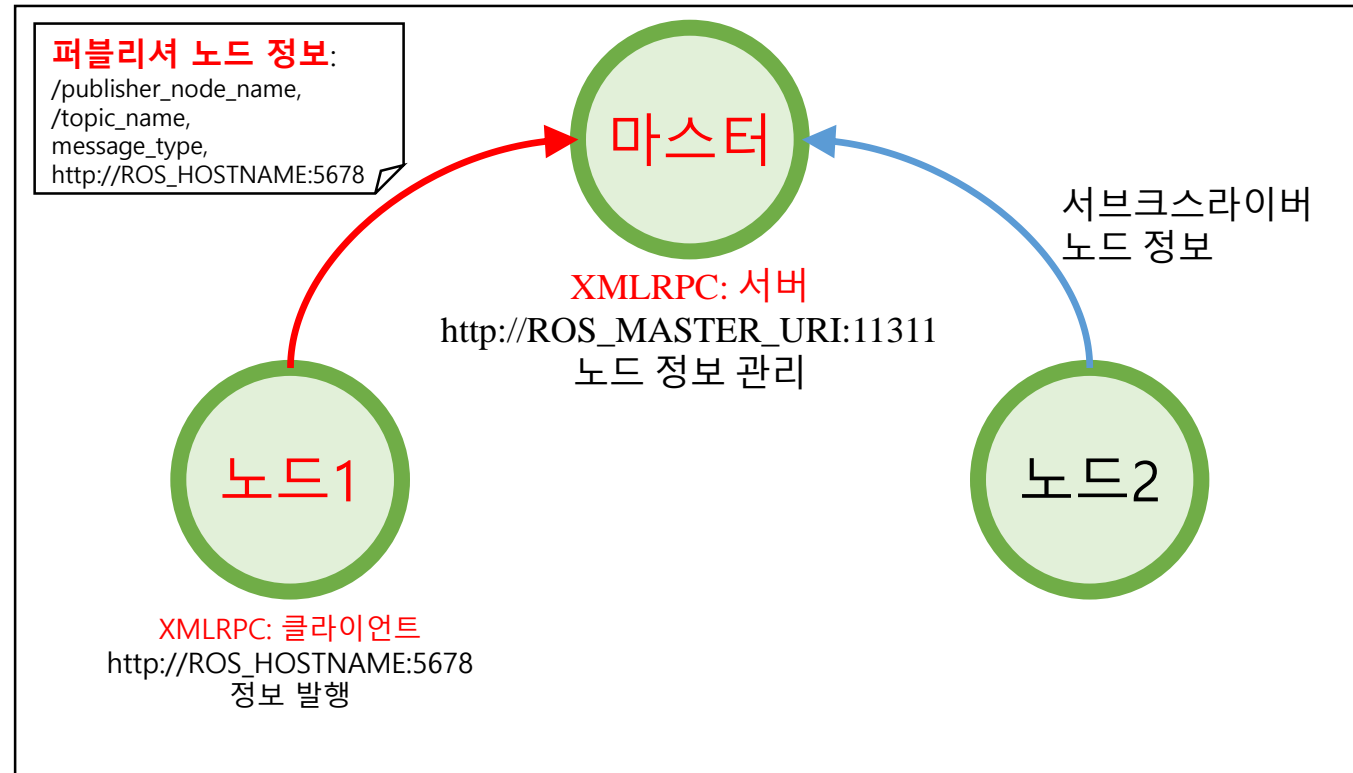 퍼블리셔 노드 정보:
/publisher_node_name,
/topic_name,
message_type,
http://ROS_HOSTNAME:5678
마스터
서브크스라이버
노드 정보
XMLRPC: 서버
http://ROS_MASTER_URI:11311
노드 정보 관리
노드1
노드2
XMLRPC: 클라이언트
http://ROS_HOSTNAME:5678
정보 발행